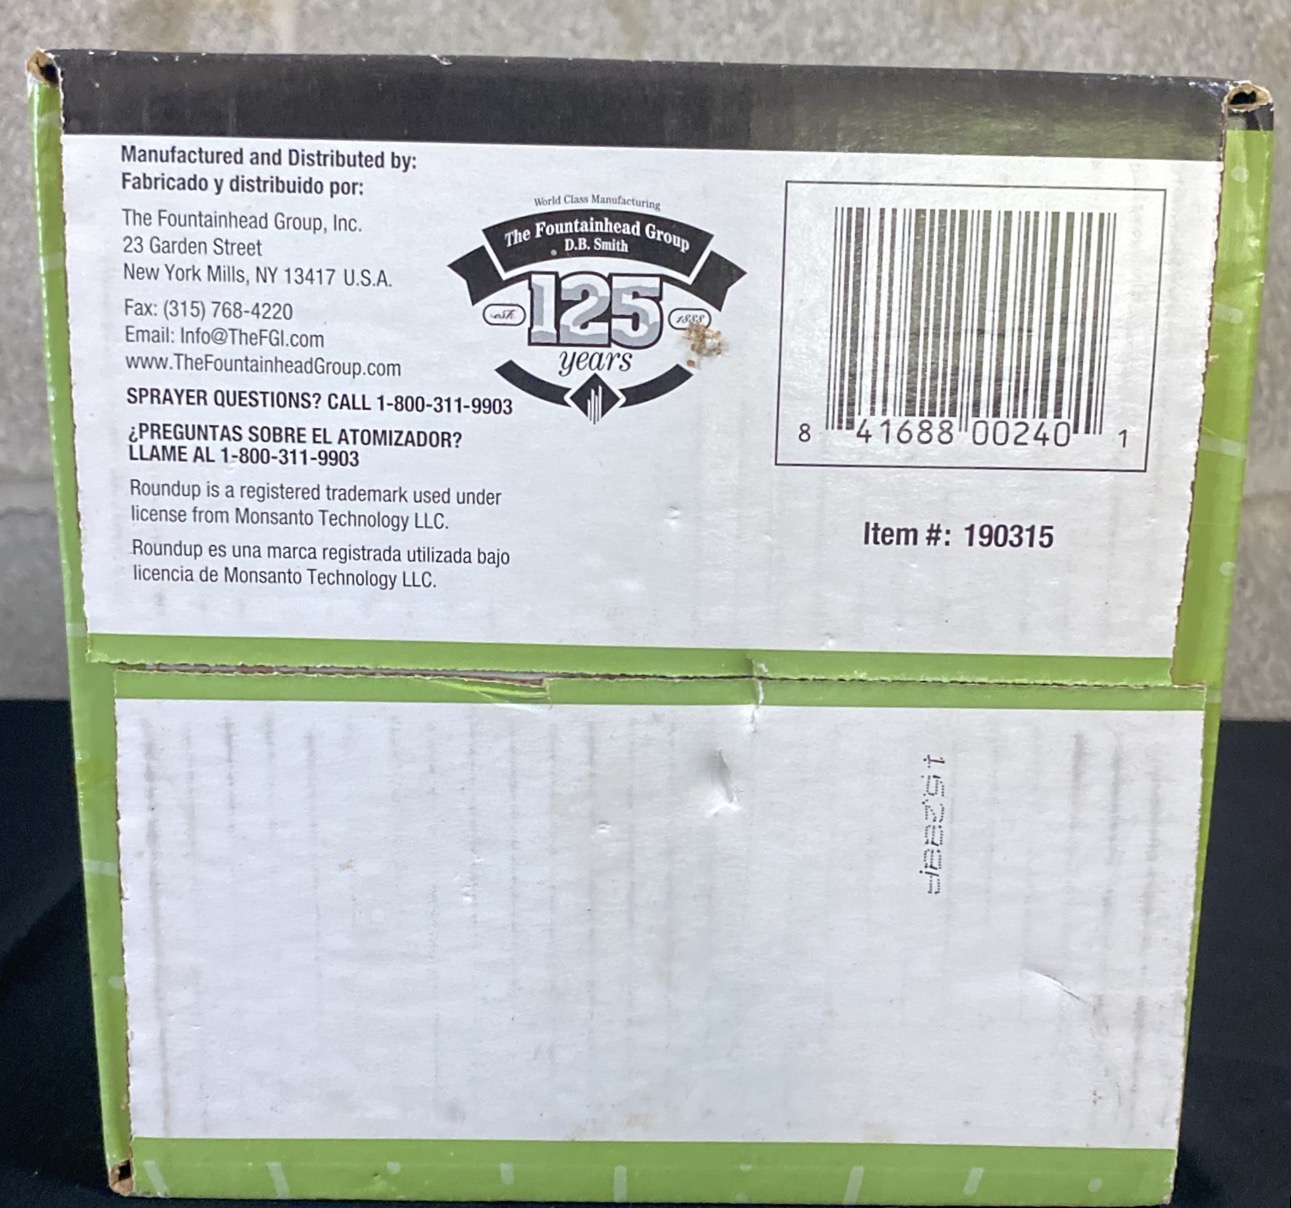 Manufactured and Distributed by:
Fabricado y distribuido por:
The Fountainhead Group, Inc.
23 Garden Street
New York Mills, NY 13417 U.S.A.
Fax: (315) 768-4220
Email: Info@TheFGI.com
www.TheFountainheadGroup.com
SPRAYER QUESTIONS? CALL 1-800-311-9903
¿PREGUNTAS SOBRE EL ATOMIZADOR?
LLAME AL 1-800-311-9903
Roundup is a registered trademark used under
license from Monsanto Technology LLC.
Roundup es una marca registrada utilizada bajo
licencia de Monsanto Technology LLC.
World Class Manufacturing
The Fountainhead Group
D.B. Smith
125
1888
years
8 41688 00240 1
Item #: 190315